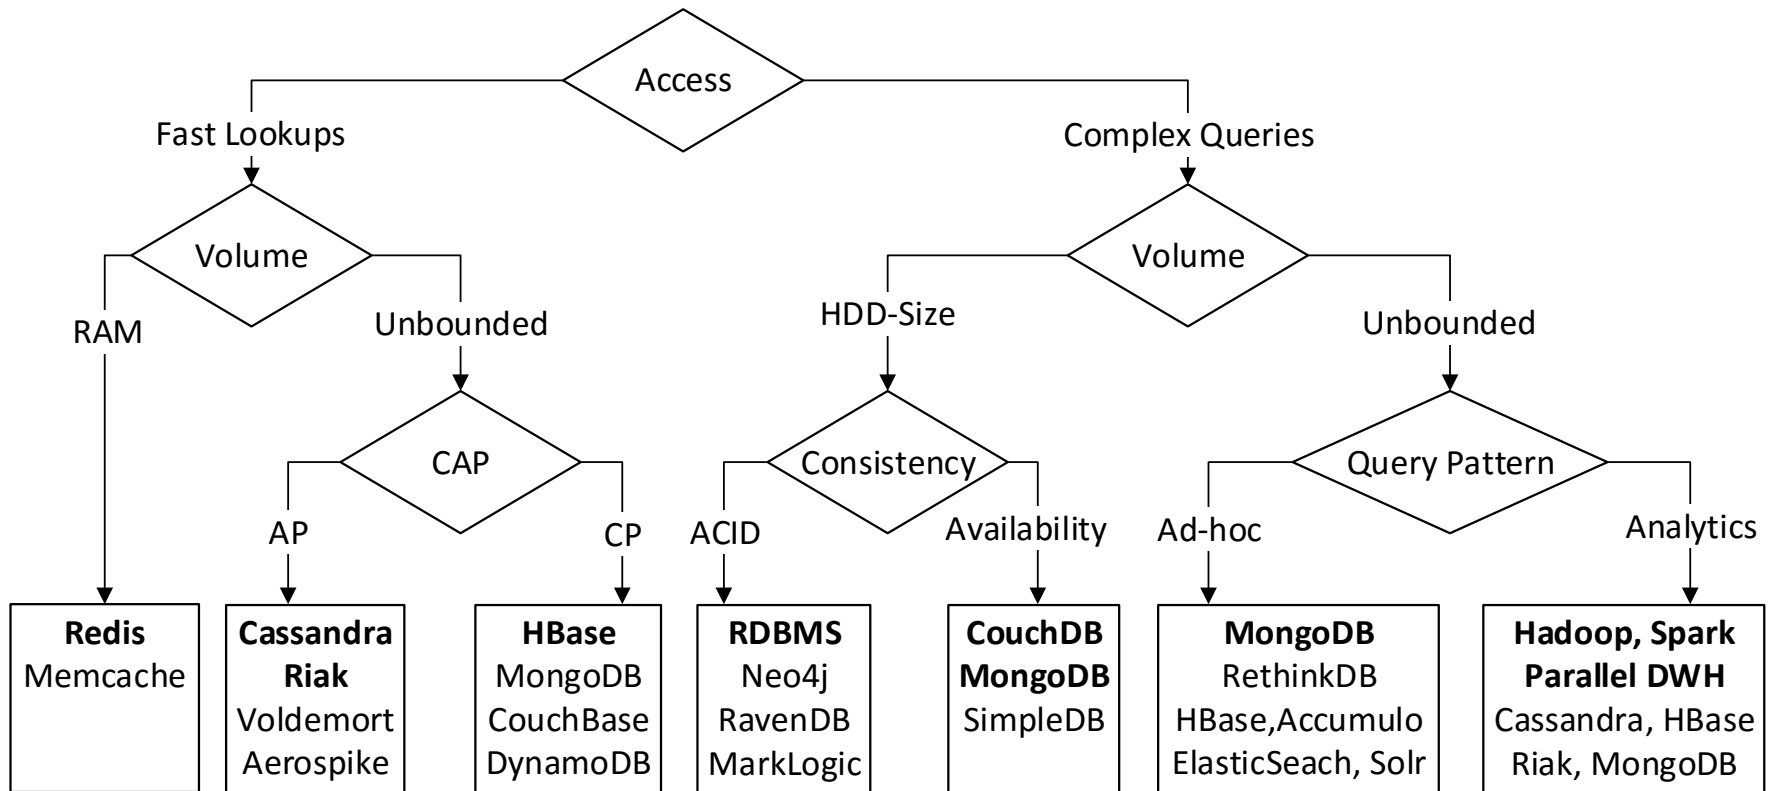 Access
Fast Lookups
Complex Queries
Volume
Volume
RAM
Unbounded
HDD-Size
Unbounded
CAP
Consistency
Query Pattern
AP
CP
ACID
Availability
Ad-hoc
Analytics
Redis
Memcache
Cassandra
Riak
Voldemort
Aerospike
HBase
MongoDB
CouchBase
DynamoDB
RDBMS
Neo4j
RavenDB
MarkLogic
CouchDB
MongoDB
SimpleDB
MongoDB
RethinkDB
HBase,Accumulo
ElasticSeach, Solr
Hadoop, Spark
Parallel DWH
Cassandra, HBase
Riak, MongoDB